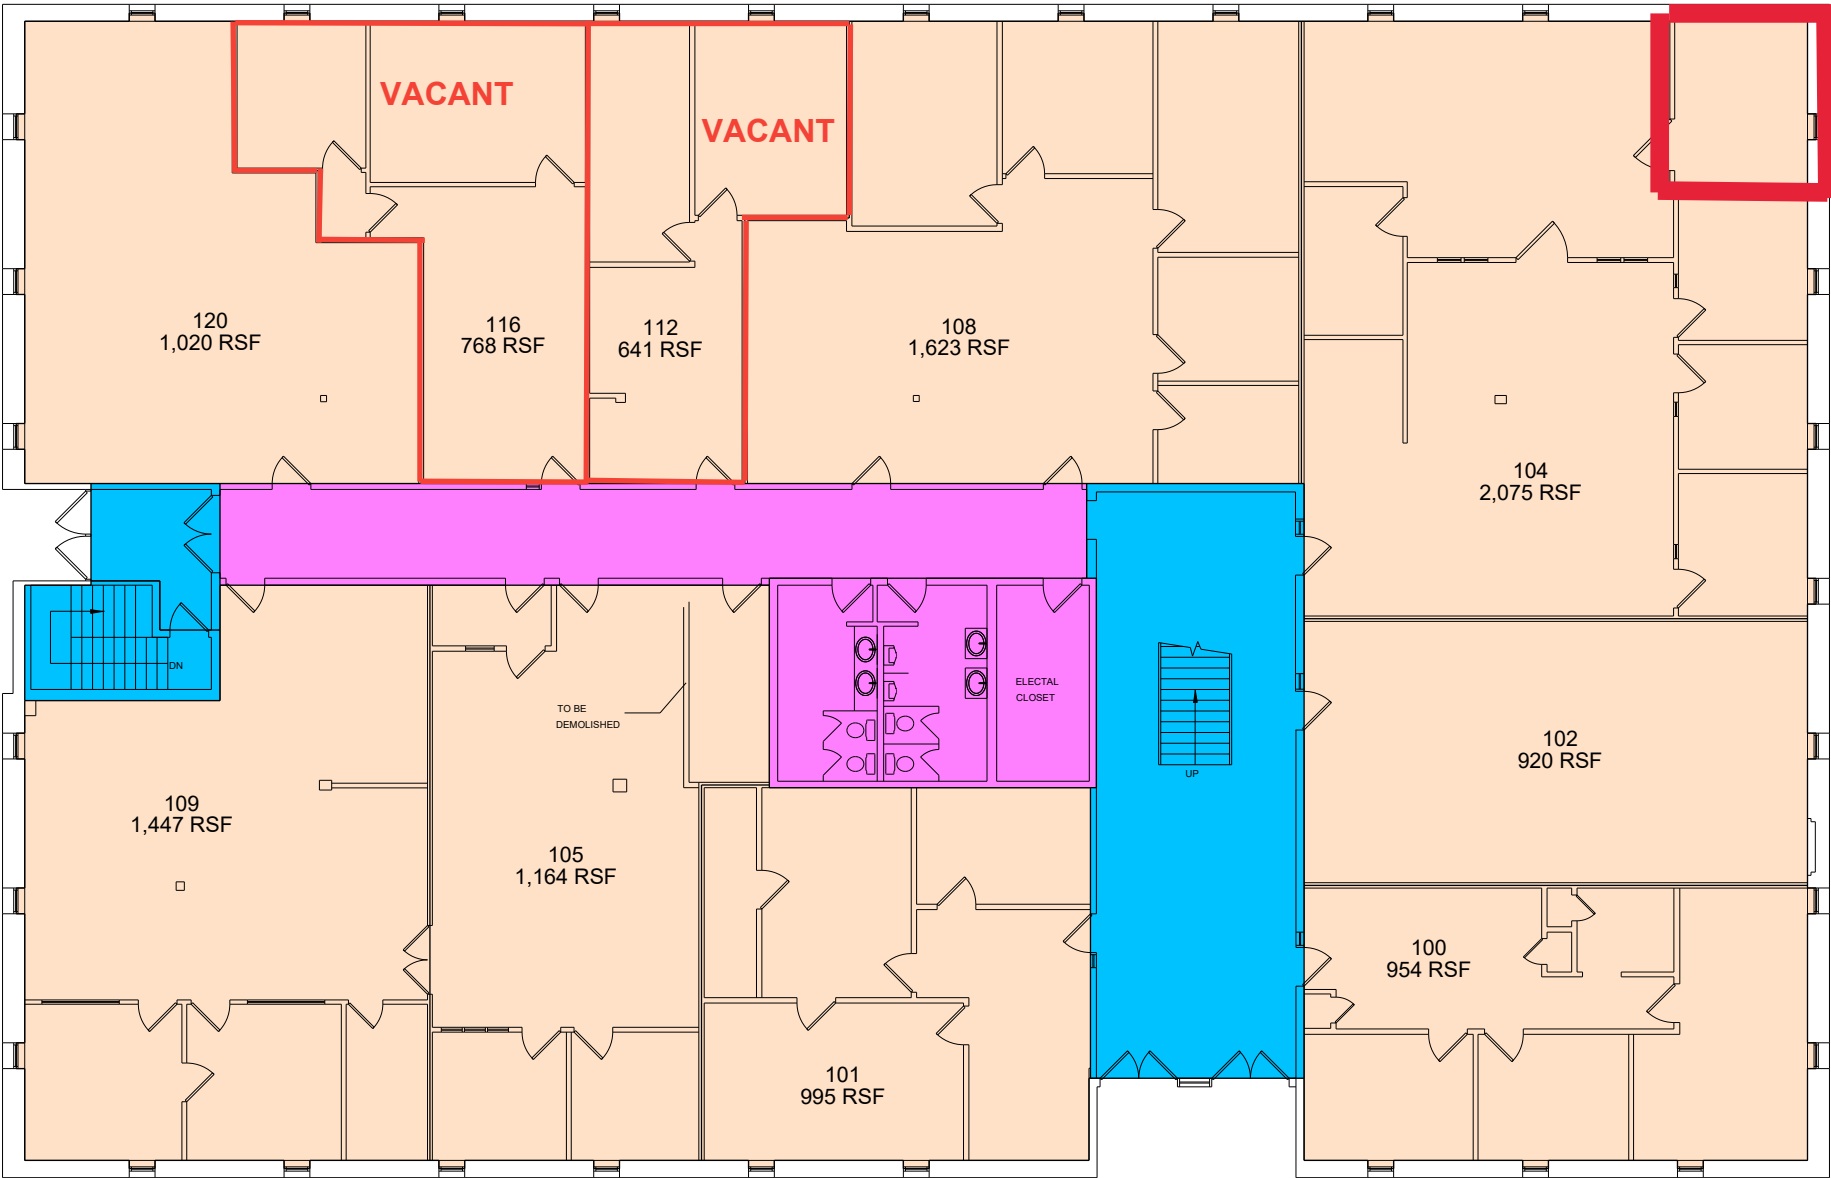 VACANT
VACANT
120
1,020 RSF
116
768 RSF
112
641 RSF
108
1,623 RSF
104
2,075 RSF
DN
TO BE
DEMOLISHED
ELECTAL
CLOSET
UP
102
920 RSF
109
1,447 RSF
105
1,164 RSF
100
954 RSF
101
995 RSF